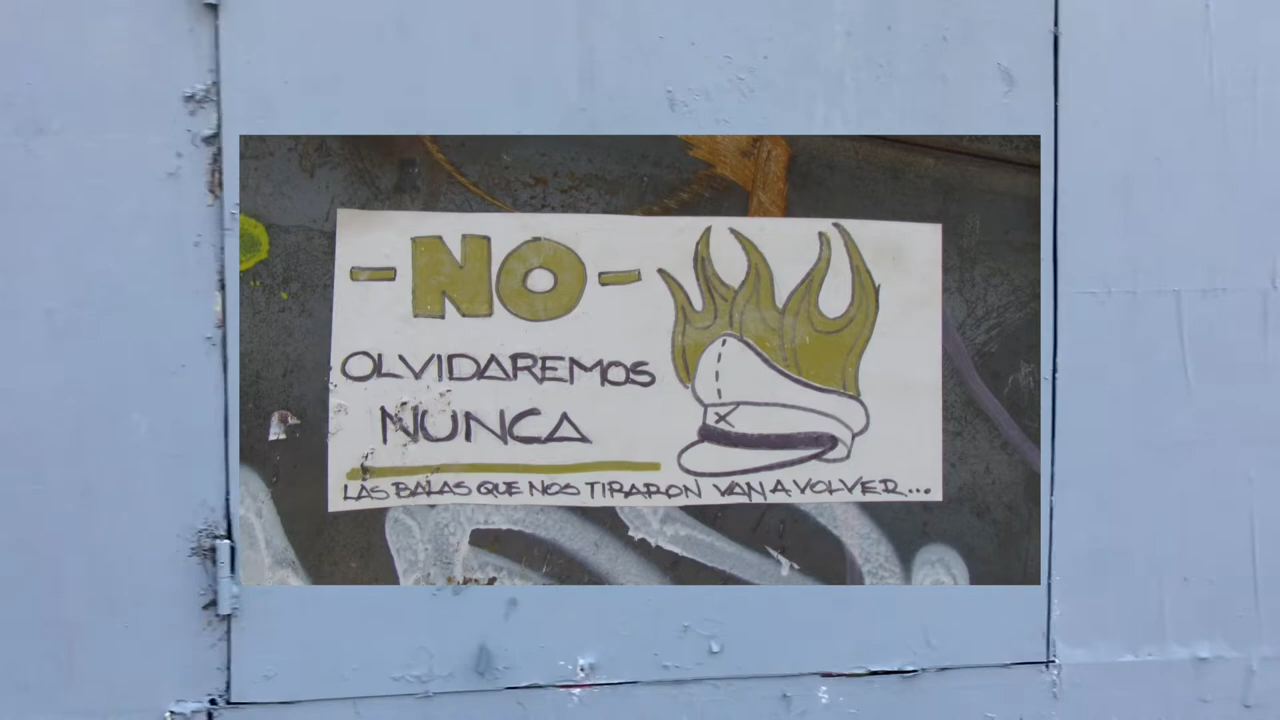 -NO-
OLVIDAREMOS
NUNCA
LAS BALAS QUE NOS TIRARON VAN A VOLVER...